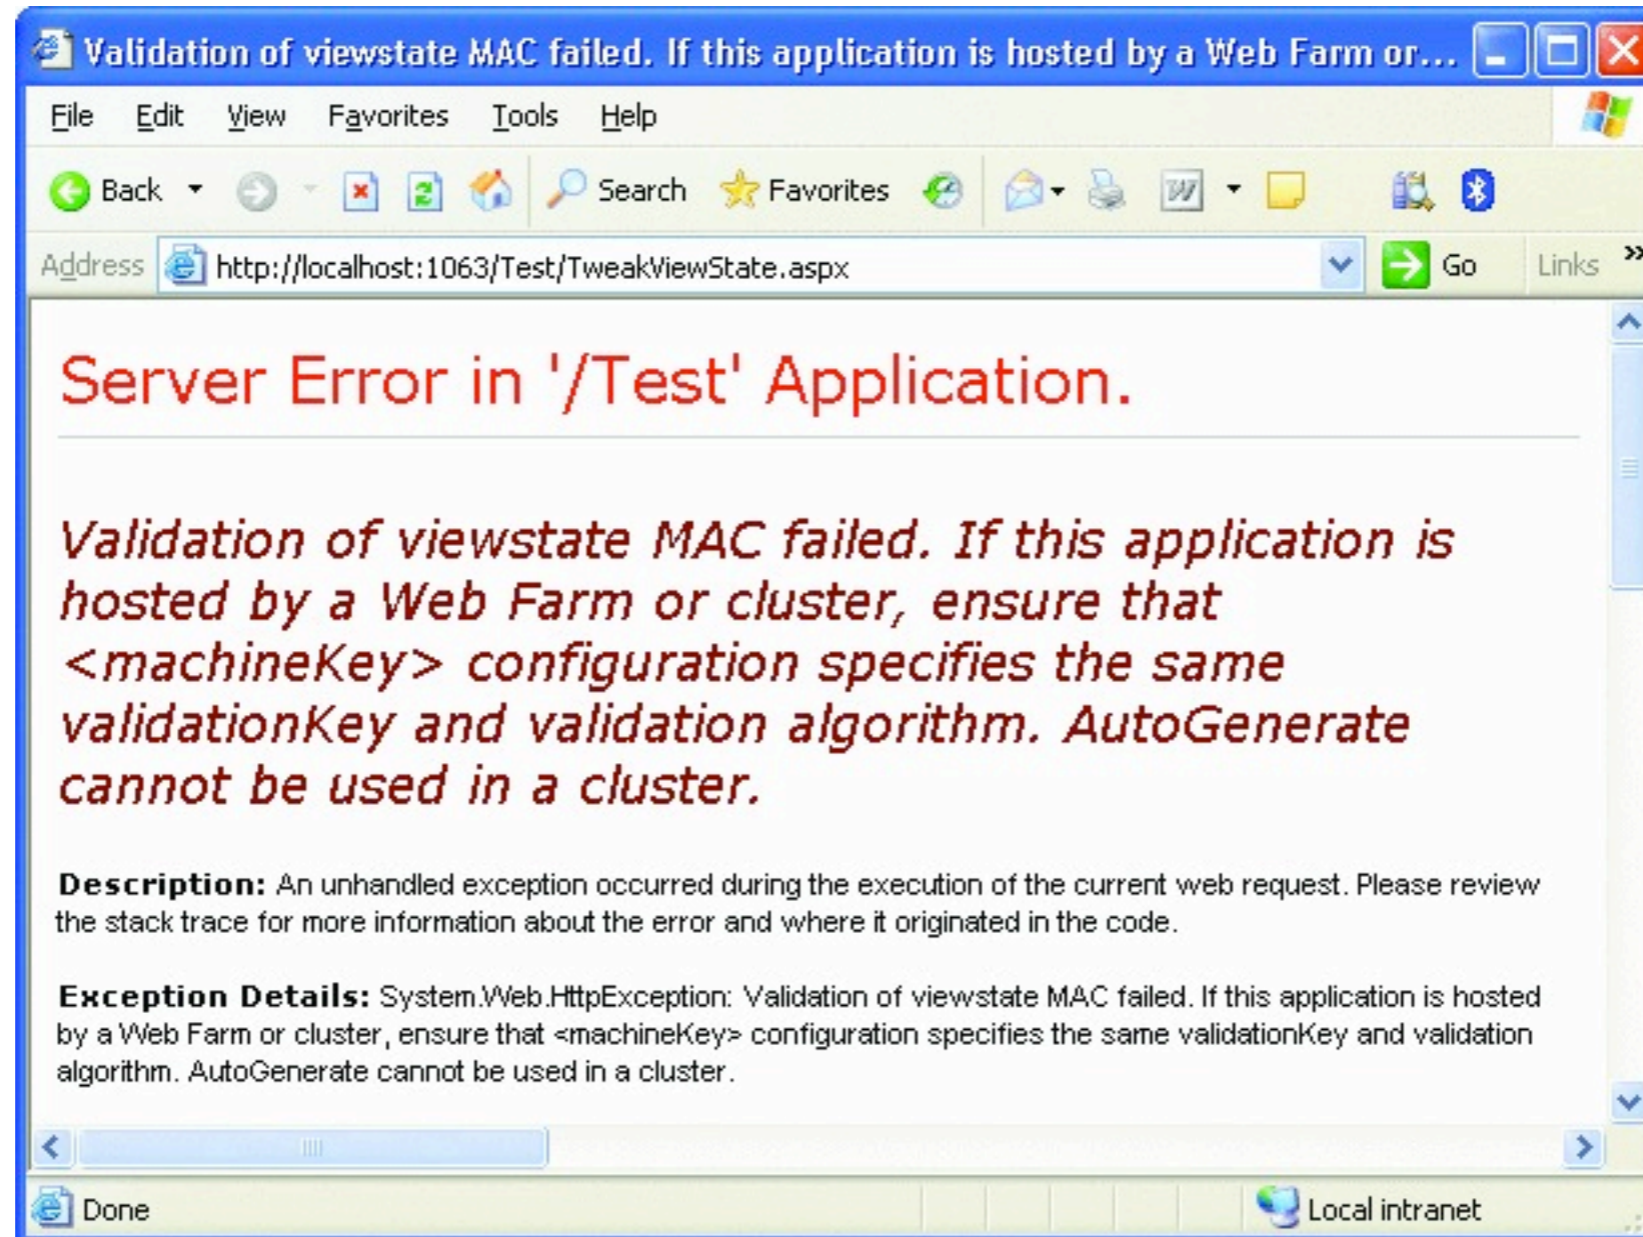 Validation of viewstate MAC failed. If this application is hosted by a Web Farm or...
File Edit View Favorites Tools Help
Back Search Favorites W
Address http://localhost:1063/Test/TweakViewState.aspx Go Links »
Server Error in '/Test' Application.
Validation of viewstate MAC failed. If this application is
hosted by a Web Farm or cluster, ensure that
<machineKey> configuration specifies the same
validationKey and validation algorithm. AutoGenerate
cannot be used in a cluster.
Description: An unhandled exception occurred during the execution of the current web request. Please review
the stack trace for more information about the error and where it originated in the code.
Exception Details: System.Web.HttpException: Validation of viewstate MAC failed. If this application is hosted
by a Web Farm or cluster, ensure that <machineKey> configuration specifies the same validationKey and validation
algorithm. AutoGenerate cannot be used in a cluster.
Done Local intranet